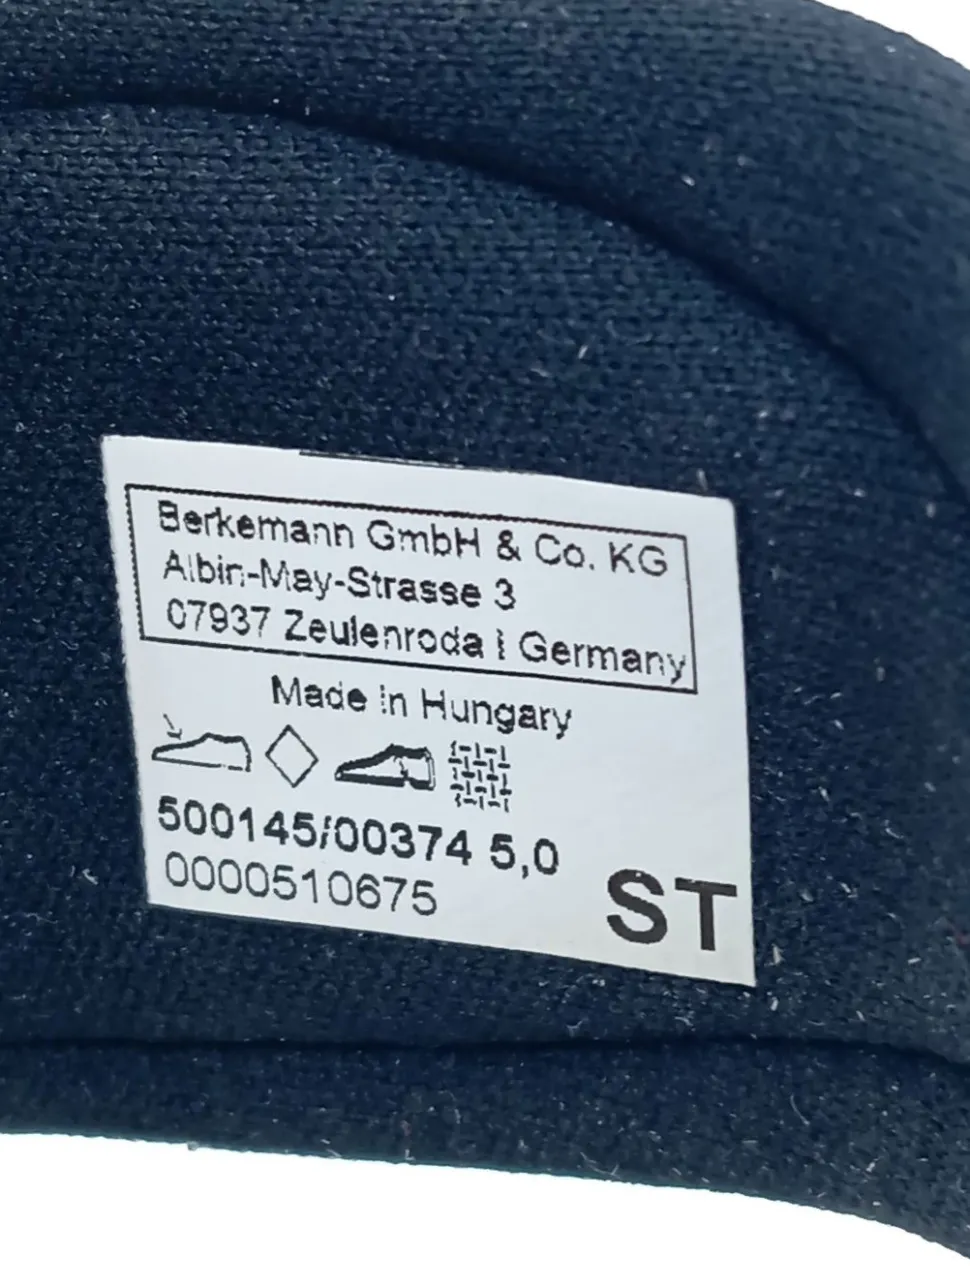 Berkemann GmbH & Co. KG
Albin-May-Strasse 3
07937 Zeulenroda | Germany
Made in Hungary
500145/00374 5,0
0000510675
ST